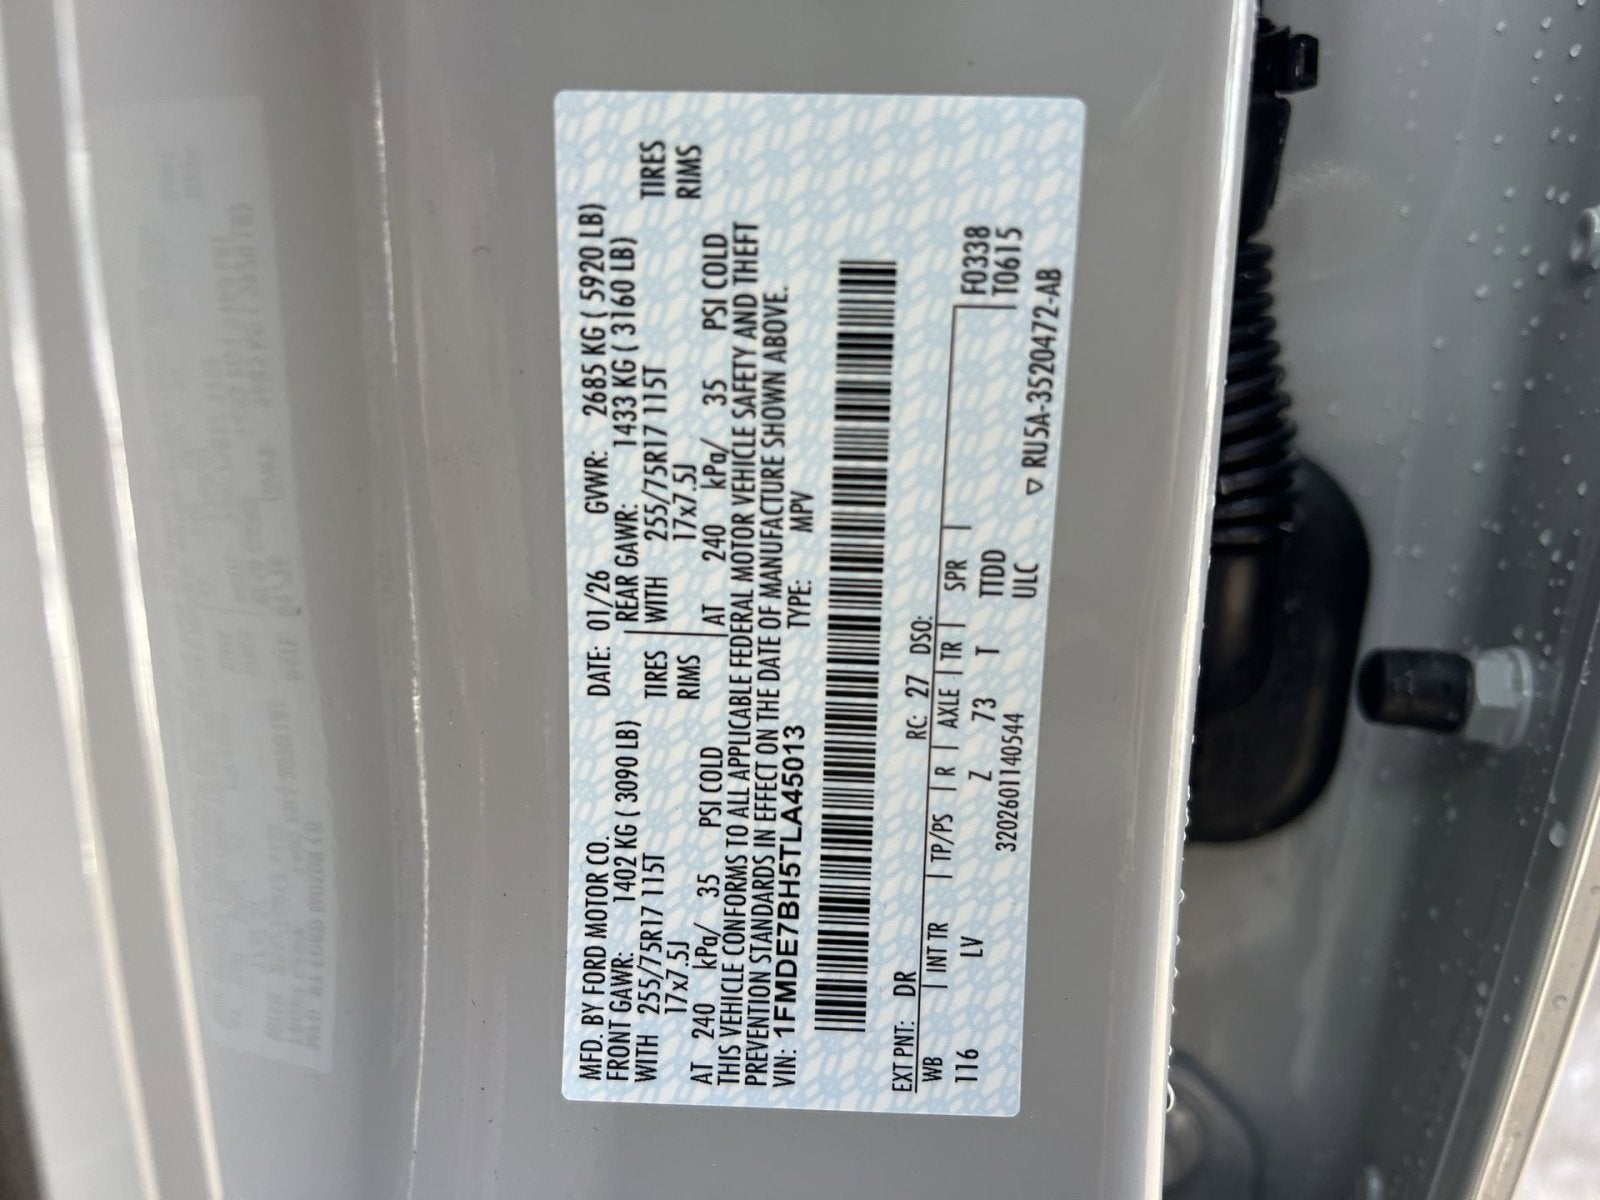 MFD. BY FORD MOTOR CO. DATE: 01/26 GVWR: 2685 KG ( 5920 LB)
FRONT GAWR: 1402 KG ( 3090 LB) REAR GAWR: 1433 KG ( 3160 LB)
WITH 255/75R17 115T TIRES WITH 255/75R17 115T TIRES
17x7.5J RIMS 17x7.5J RIMS
AT 240 kPa/ 35 PSI COLD AT 240 kPa/ 35 PSI COLD
THIS VEHICLE CONFORMS TO ALL APPLICABLE FEDERAL MOTOR VEHICLE SAFETY AND THEFT
PREVENTION STANDARDS IN EFFECT ON THE DATE OF MANUFACTURE SHOWN ABOVE.
VIN: 1FMDE7BH5TLA45013 TYPE: MPV
EXT PNT: DR RC: 27 DSO: F0338
WB INT TR TP/PS R AXLE TR SPR T0615
116 LV Z 73 T TTDD
3202601140544 ULC ▽ RU5A-3520472-AB